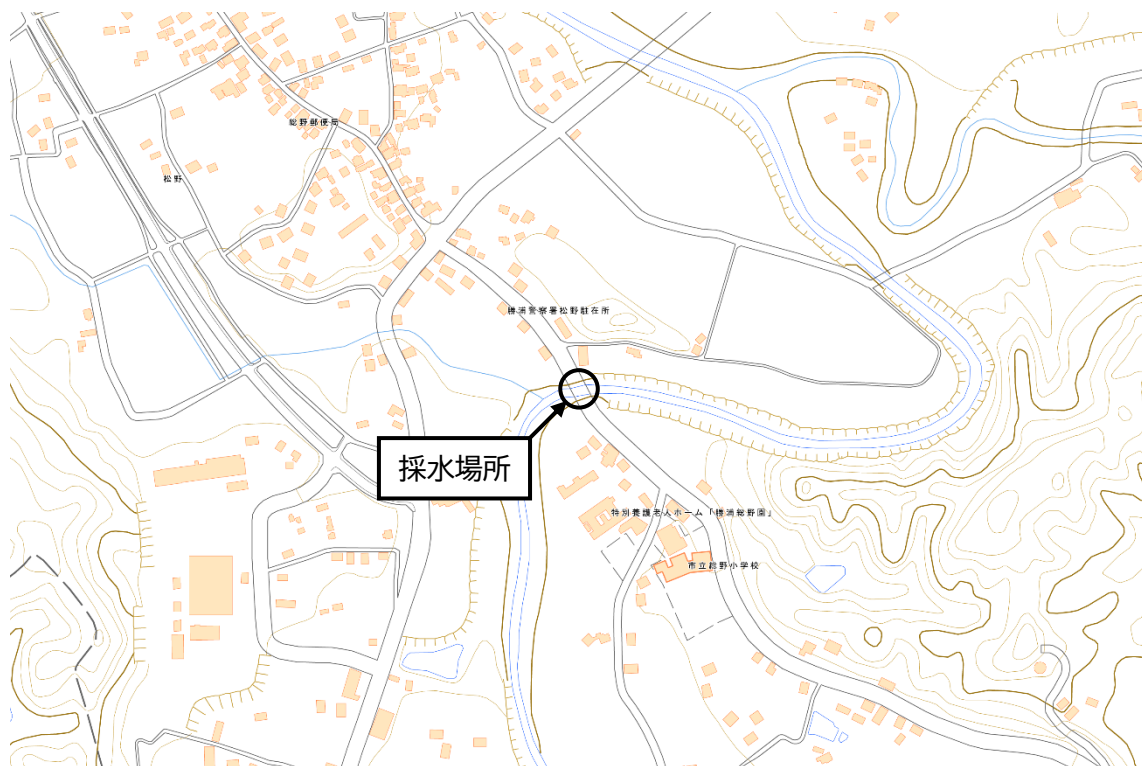 総野郵便局
松野
勝浦警察署松野駐在所
採水場所
特別養護老人ホーム「勝浦総野園」
市立総野小学校